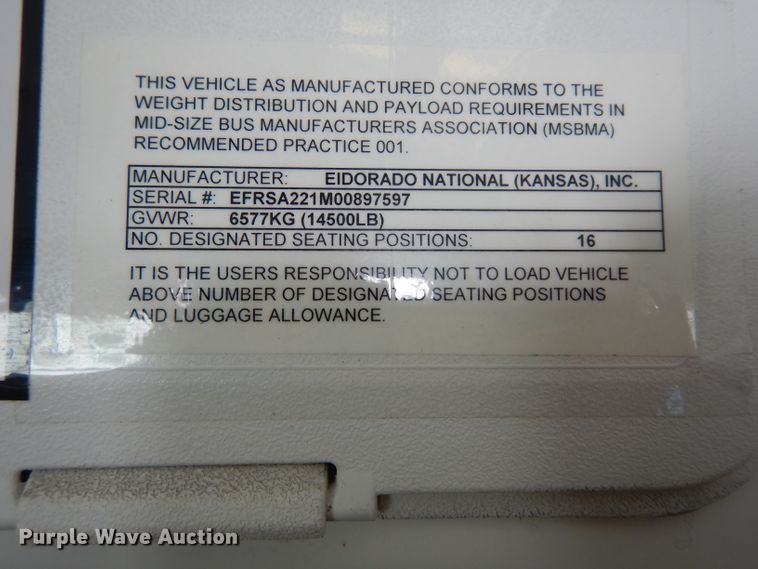 THIS VEHICLE AS MANUFACTURED CONFORMS TO THE
WEIGHT DISTRIBUTION AND PAYLOAD REQUIREMENTS IN
MID-SIZE BUS MANUFACTURERS ASSOCIATION (MSBMA)
RECOMMENDED PRACTICE 001.
MANUFACTURER: EIDORADO NATIONAL (KANSAS), INC.
SERIAL #: EFRSA221M00897597
GVWR: 6577KG (14500LB)
NO. DESIGNATED SEATING POSITIONS: 16
IT IS THE USERS RESPONSIBILITY NOT TO LOAD VEHICLE
ABOVE NUMBER OF DESIGNATED SEATING POSITIONS
AND LUGGAGE ALLOWANCE.
Purple Wave Auction